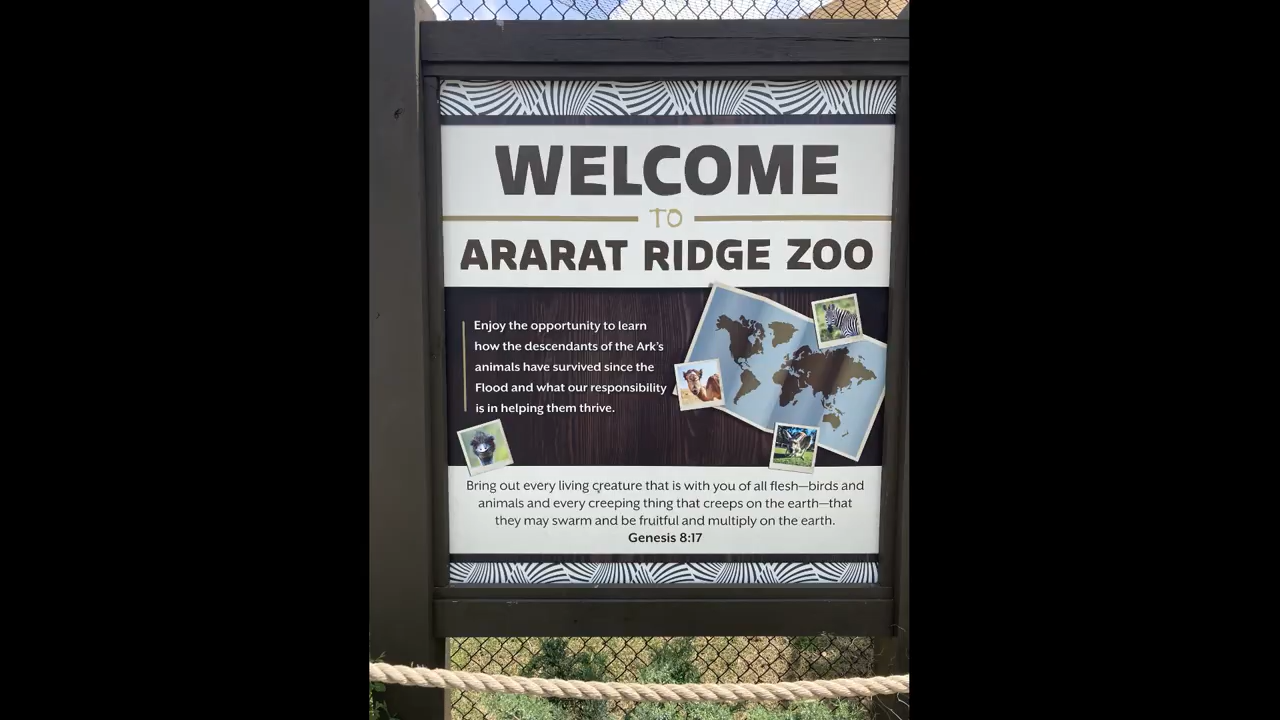 WELCOME
TO
ARARAT RIDGE ZOO
Enjoy the opportunity to learn
how the descendants of the Ark's
animals have survived since the
Flood and what our responsibility
is in helping them thrive.
Bring out every living creature that is with you of all flesh—birds and
animals and every creeping thing that creeps on the earth—that
they may swarm and be fruitful and multiply on the earth.
Genesis 8:17